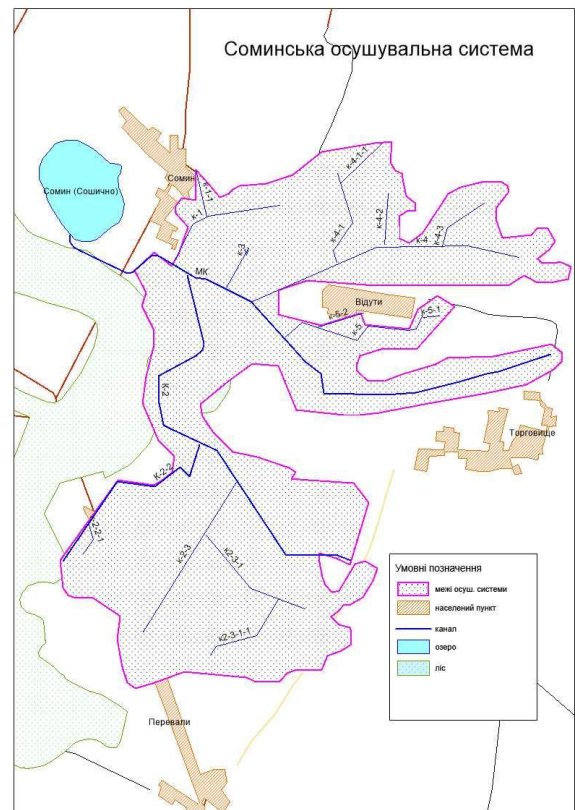 Соминська осушувальна система
Сомин (Сошично)
Сомин
к-1-1
к-1
к-3
МК
к-4-1-1
к-4-1
к-4-2
к-4
к-4-3
Відути
к-5-2
к-5
к-5-1
К-2
Торговище
К-2-2
к-2-2-1
к-2-3
к2-3-1
к2-3-1-1
Перевали
Умовні позначення
межі осуш. системи
населений пункт
канал
озеро
ліс